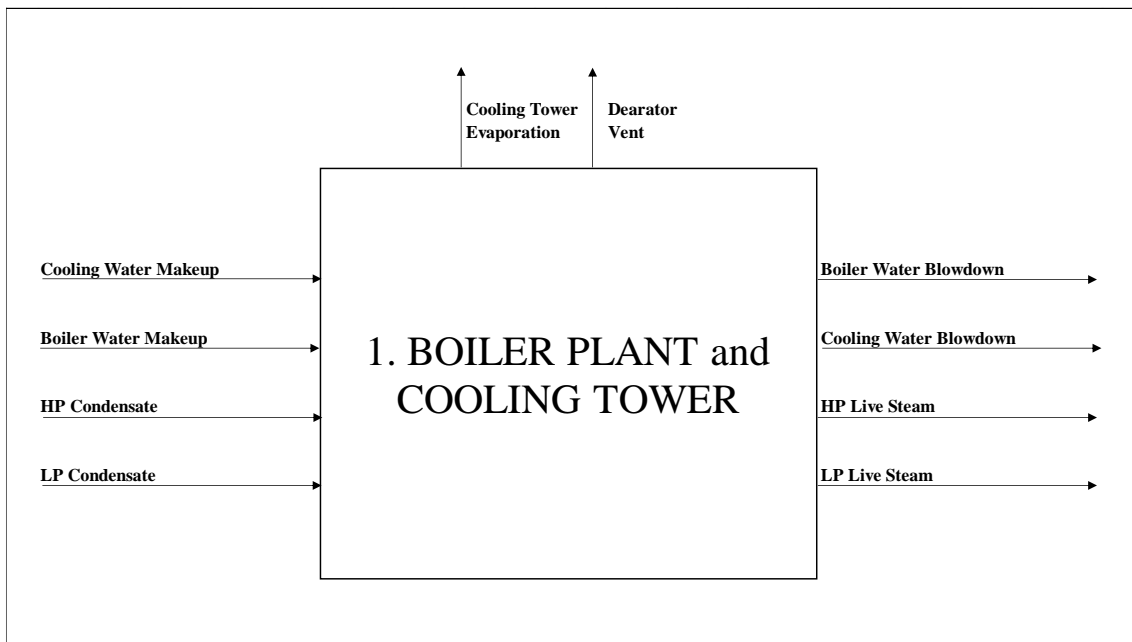 Cooling Tower
Evaporation
Dearator
Vent
Cooling Water Makeup
Boiler Water Makeup
HP Condensate
LP Condensate
1. BOILER PLANT and
COOLING TOWER
Boiler Water Blowdown
Cooling Water Blowdown
HP Live Steam
LP Live Steam